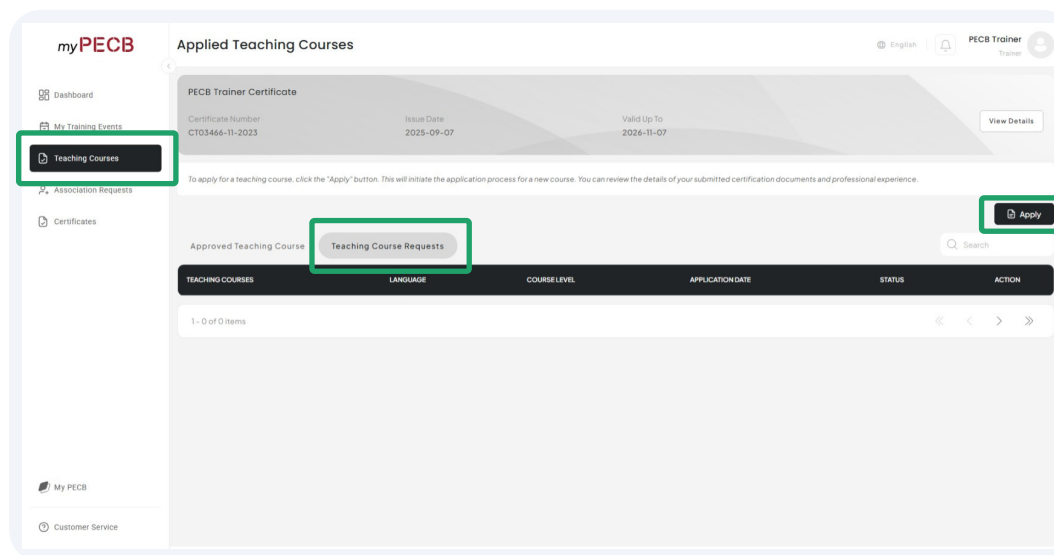 myPECB
Applied Teaching Courses
English
PECB Trainer
Trainer
Dashboard
My Training Events
Teaching Courses
Association Requests
Certificates
PECB Trainer Certificate
Certificate Number
Issue Date
Valid Up To
CT03466-11-2023
2025-09-07
2026-11-07
View Details
To apply for a teaching course, click the "Apply" button. This will initiate the application process for a new course. You can review the details of your submitted certification documents and professional experience.
Apply
Approved Teaching Course
Teaching Course Requests
Search
TEACHING COURSES LANGUAGE COURSE LEVEL APPLICATION DATE STATUS ACTION
1 - 0 of 0 items
My PECB
Customer Service